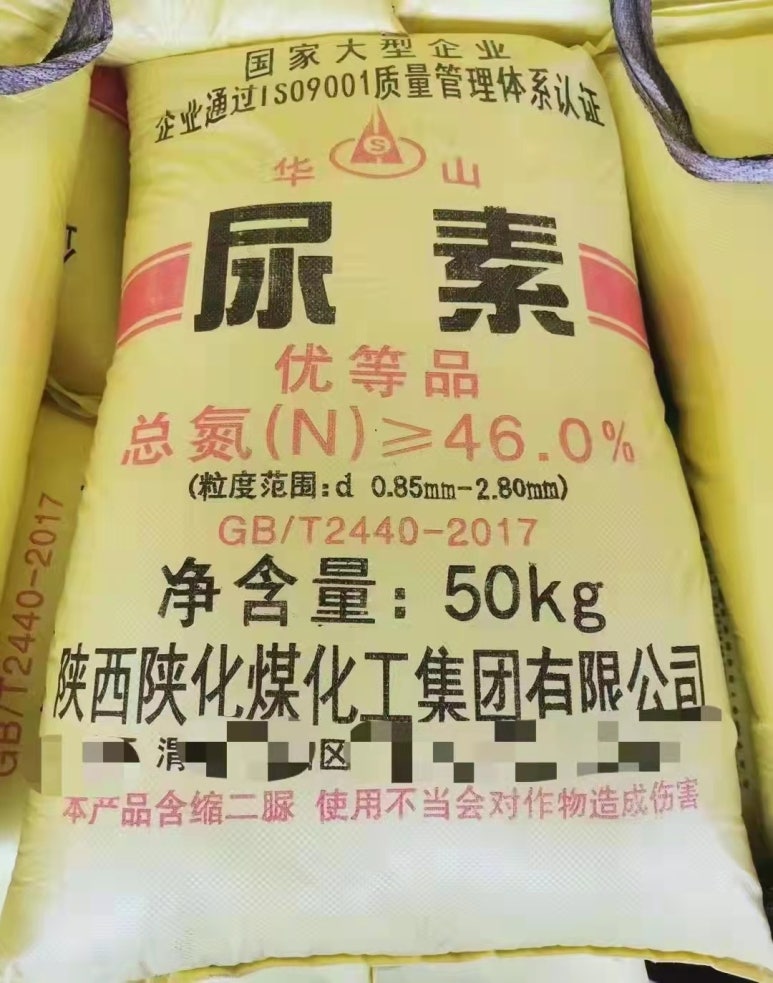 国家大型企业
企业通过ISO9001质量管理体系认证
S
华山
尿素
优等品
总氮(N)≥46.0%
(粒度范围:d 0.85mm-2.80mm)
GB/T2440-2017
净含量: 50kg
陕西陕化煤化工集团有限公司
渭 区
本产品含缩二脲 使用不当会对作物造成伤害
GB/T2440-2017